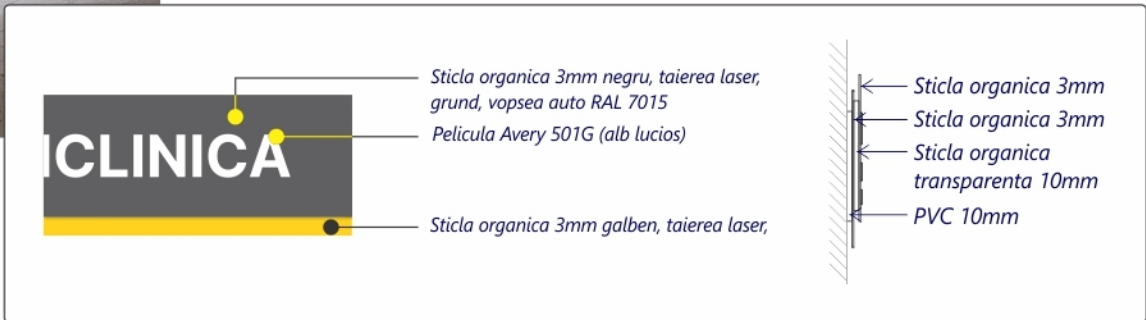 ICLINICA
Sticla organica 3mm negru, taierea laser,
grund, vopsea auto RAL 7015
Pelicula Avery 501G (alb lucios)
Sticla organica 3mm galben, taierea laser,
Sticla organica 3mm
Sticla organica 3mm
Sticla organica
transparenta 10mm
PVC 10mm